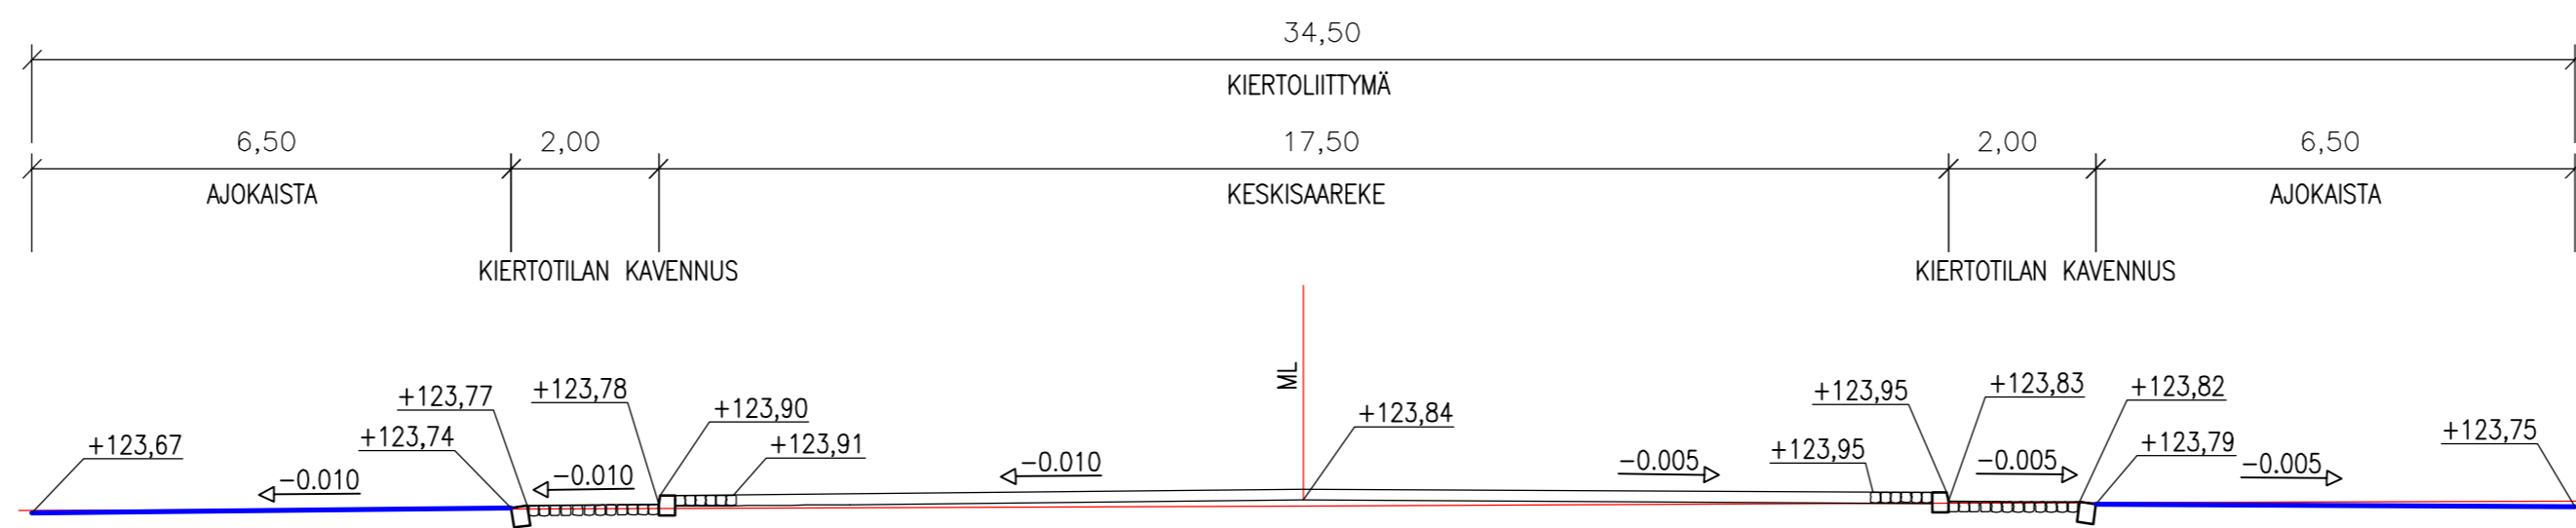 34,50
KIERTOLIITTYMÄ
6,50 2,00 17,50 2,00 6,50
AJOKAISTA KESKISAAREKE AJOKAISTA
KIERTOTILAN KAVENNUS KIERTOTILAN KAVENNUS
ML
+123,77 +123,78 +123,90 +123,84 +123,95 +123,83 +123,82
+123,67 +123,74 +123,91 +123,95 +123,79 +123,75
-0.010 -0.010 -0.010 -0.005 -0.005 -0.005